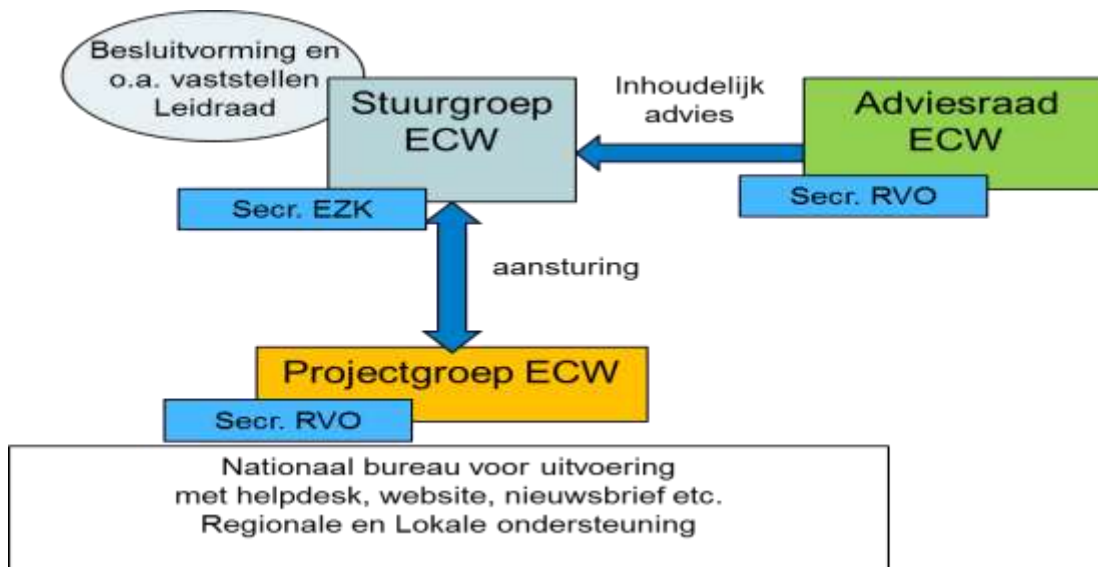 Besluitvorming en
o.a. vaststellen
Leidraad
Stuurgroep
ECW
Inhoudelijk
advies
Adviesraad
ECW
Secr. EZK
Secr. RVO
aansturing
Projectgroep ECW
Secr. RVO
Nationaal bureau voor uitvoering
met helpdesk, website, nieuwsbrief etc.
Regionale en Lokale ondersteuning